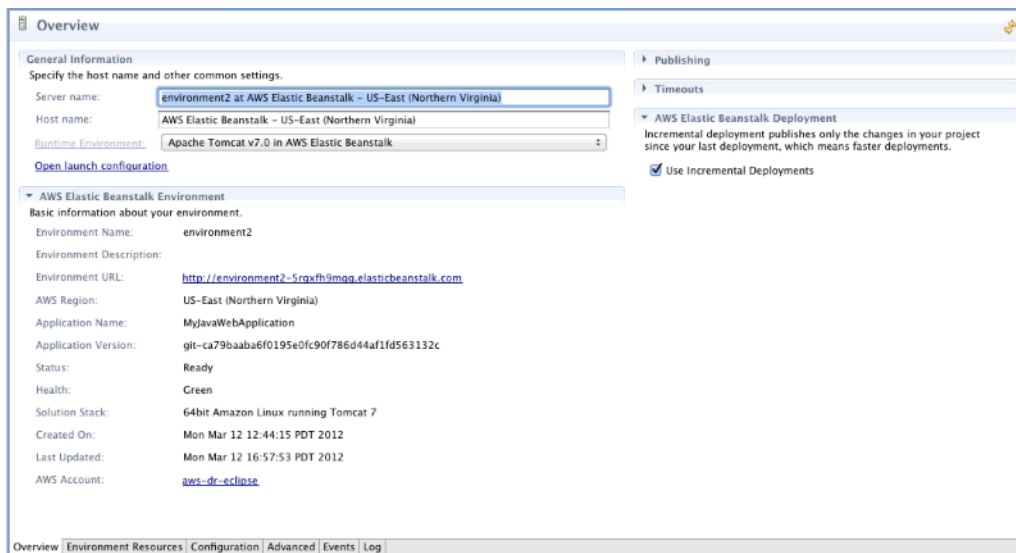 Overview
General Information
Specify the host name and other common settings.
Server name: environment2 at AWS Elastic Beanstalk - US-East (Northern Virginia)
Host name: AWS Elastic Beanstalk - US-East (Northern Virginia)
Runtime Environment: Apache Tomcat v7.0 in AWS Elastic Beanstalk
Open launch configuration
AWS Elastic Beanstalk Environment
Basic information about your environment.
Environment Name: environment2
Environment Description:
Environment URL: http://environment2-5rgxfh9mgq.elasticbeanstalk.com
AWS Region: US-East (Northern Virginia)
Application Name: MyJavaWebApplication
Application Version: git-ca79baaba6f0195e0fc90f786d44af1fd563132c
Status: Ready
Health: Green
Solution Stack: 64bit Amazon Linux running Tomcat 7
Created On: Mon Mar 12 12:44:15 PDT 2012
Last Updated: Mon Mar 12 16:57:53 PDT 2012
AWS Account: aws-dr-eclipse
Publishing
Timeouts
AWS Elastic Beanstalk Deployment
Incremental deployment publishes only the changes in your project
since your last deployment, which means faster deployments.
Use Incremental Deployments
Overview Environment Resources Configuration Advanced Events Log